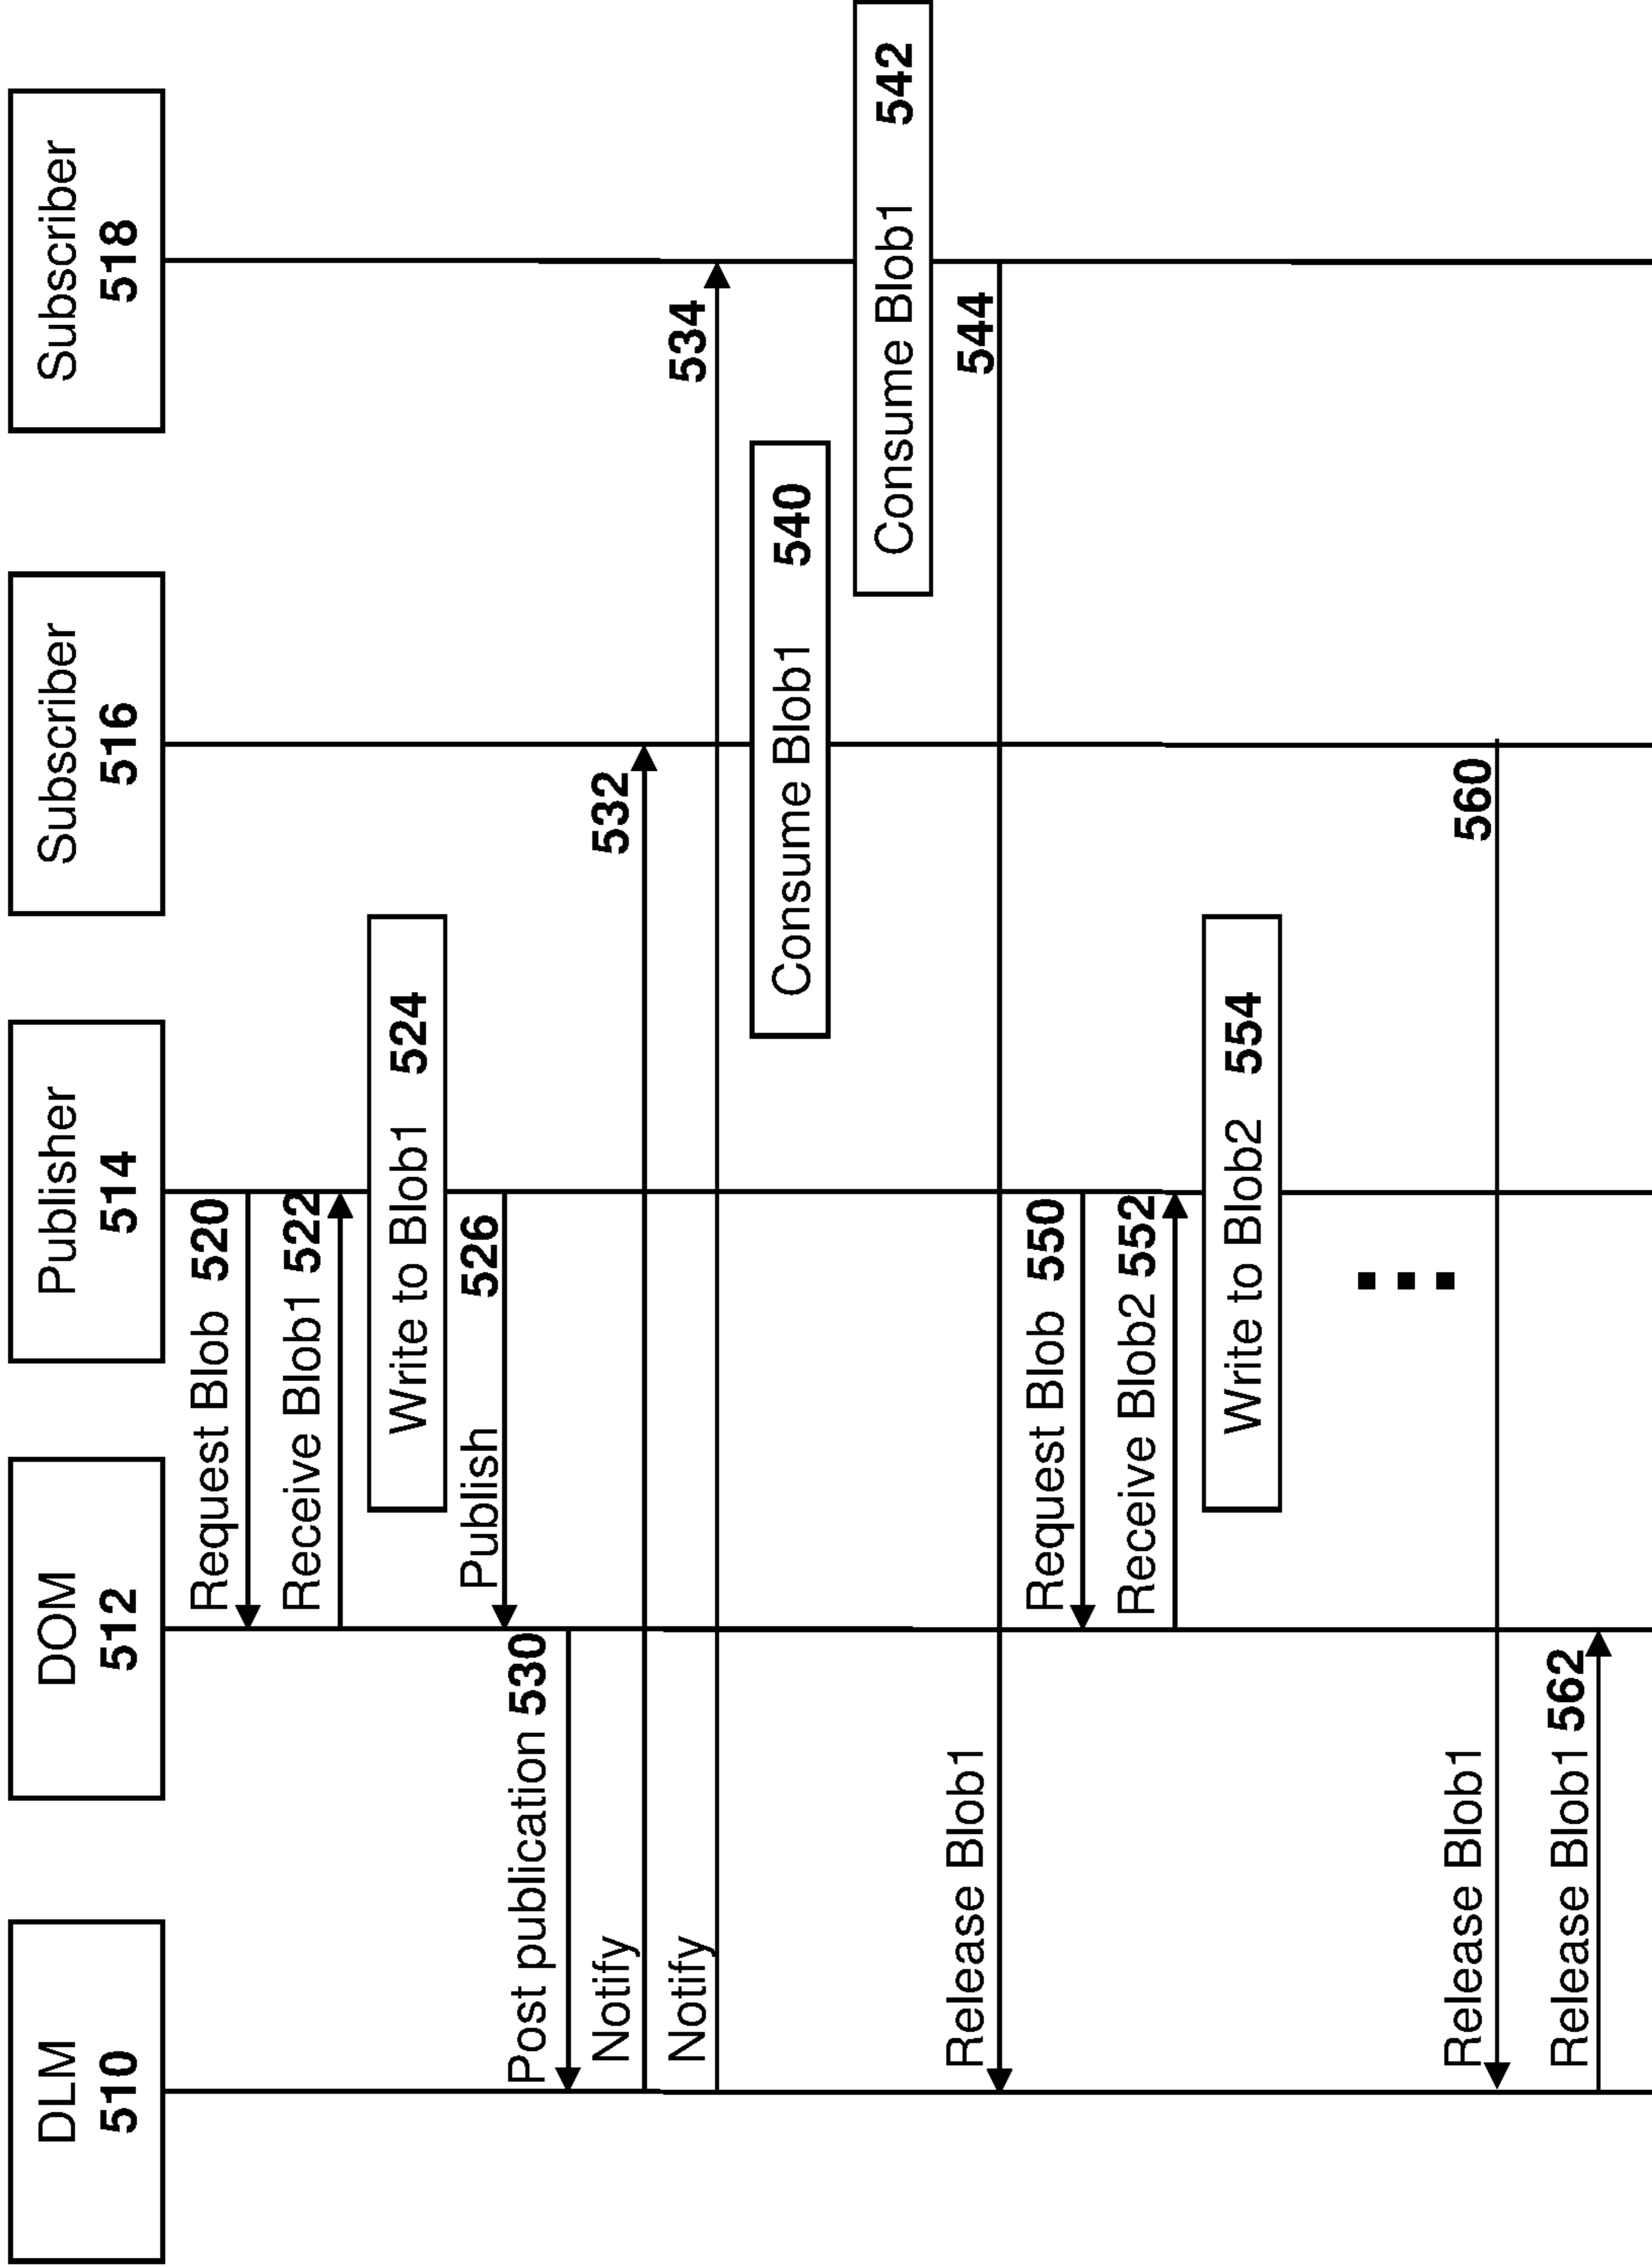 DLM
510
DOM
512
Publisher
514
Subscriber
516
Subscriber
518
Request Blob 520
Receive Blob1 522
Write to Blob1 524
Publish 526
Post publication 530
Notify 532
Notify 534
Consume Blob1 540
Consume Blob1 542
Release Blob1 544
Request Blob 550
Receive Blob2 552
Write to Blob2 554
Release Blob1 560
Release Blob1 562